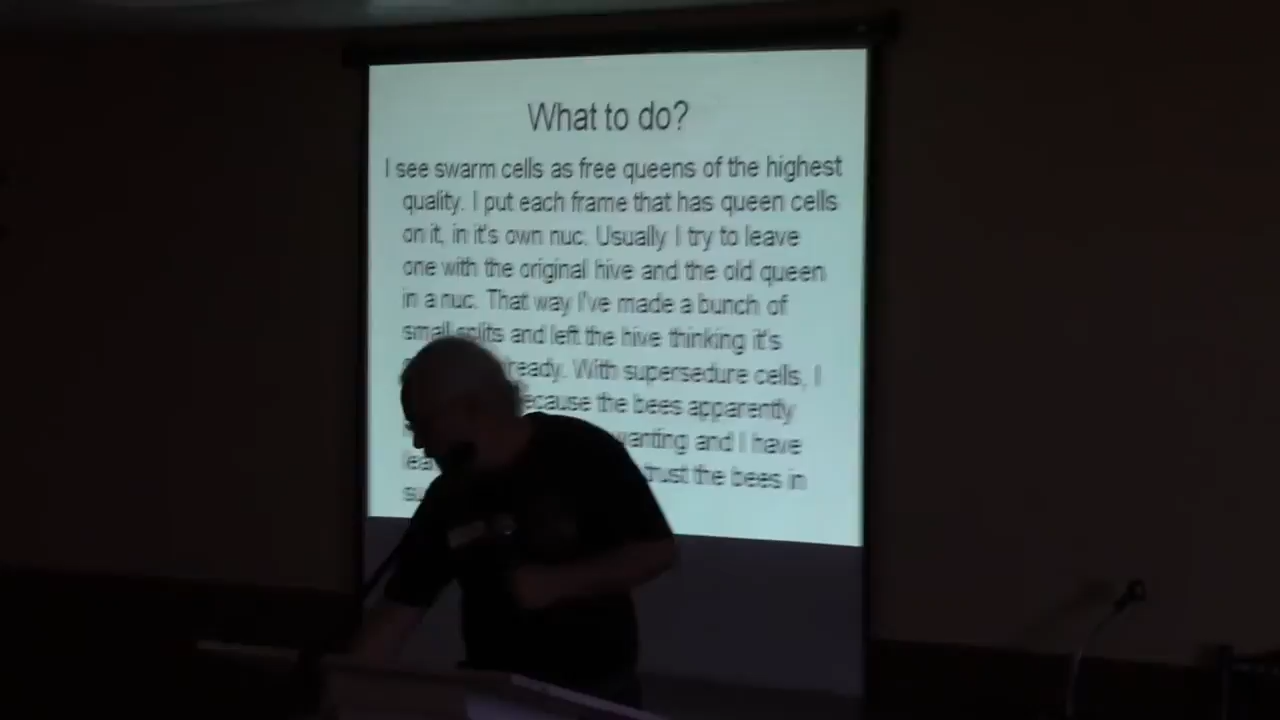 What to do?
I see swarm cells as free queens of the highest
quality. I put each frame that has queen cells
on it, in it's own nuc. Usually I try to leave
one with the original hive and the old queen
in a nuc. That way I've made a bunch of
small splits and left the hive thinking it's
already. With supersedure cells, I
because the bees apparently
wanting and I have
trust the bees in